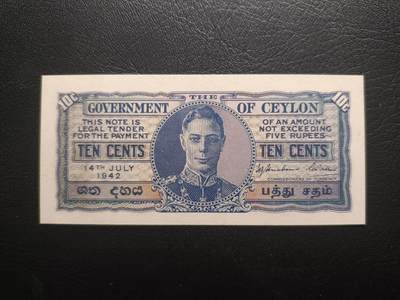 10c THE 10c
GOVERNMENT OF CEYLON
THIS NOTE IS OF AN AMOUNT
LEGAL TENDER NOT EXCEEDING
FOR THE PAYMENT FIVE RUPEES
TEN CENTS TEN CENTS
14TH JULY
1942
COMMISSIONERS OF CURRENCY
ශත දහය பத்து சதம்